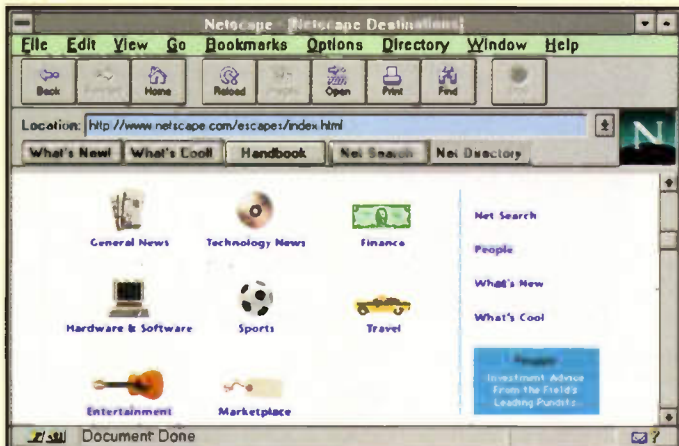 Netscape - [Netscape Destinations]
File Edit View Go Bookmarks Options Directory Window Help
Back Home Reload Open Print Find
Location: http://www.netscape.com/escapes/index.html
What's New! What's Cool! Handbook Net Search Net Directory
N
General News Technology News Finance
Hardware & Software Sports Travel
Entertainment Marketplace
Net Search
People
What's New
What's Cool
Investment Advice
From the Field's
Leading Pundits
Document Done